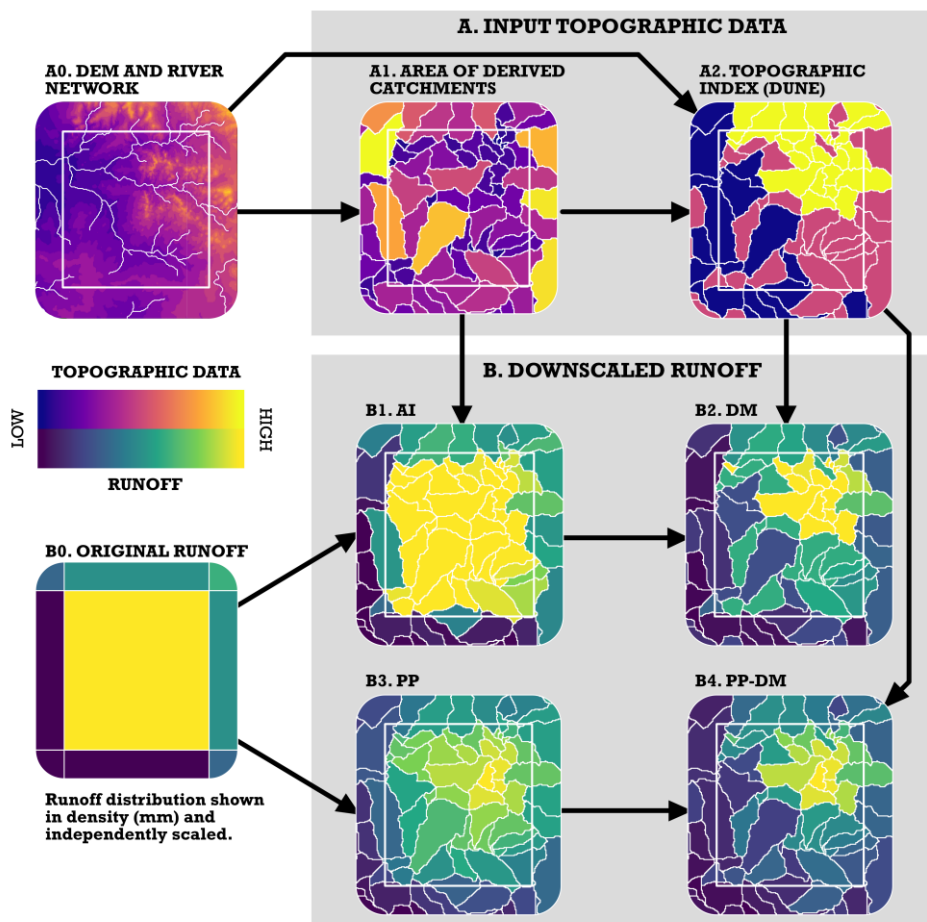 A. INPUT TOPOGRAPHIC DATA
A0. DEM AND RIVER
NETWORK
A1. AREA OF DERIVED
CATCHMENTS
A2. TOPOGRAPHIC
INDEX (DUNE)
TOPOGRAPHIC DATA
LOW
HIGH
RUNOFF
B. DOWNSCALED RUNOFF
B1. AI
B2. DM
B0. ORIGINAL RUNOFF
B3. PP
B4. PP-DM
Runoff distribution shown
in density (mm) and
independently scaled.